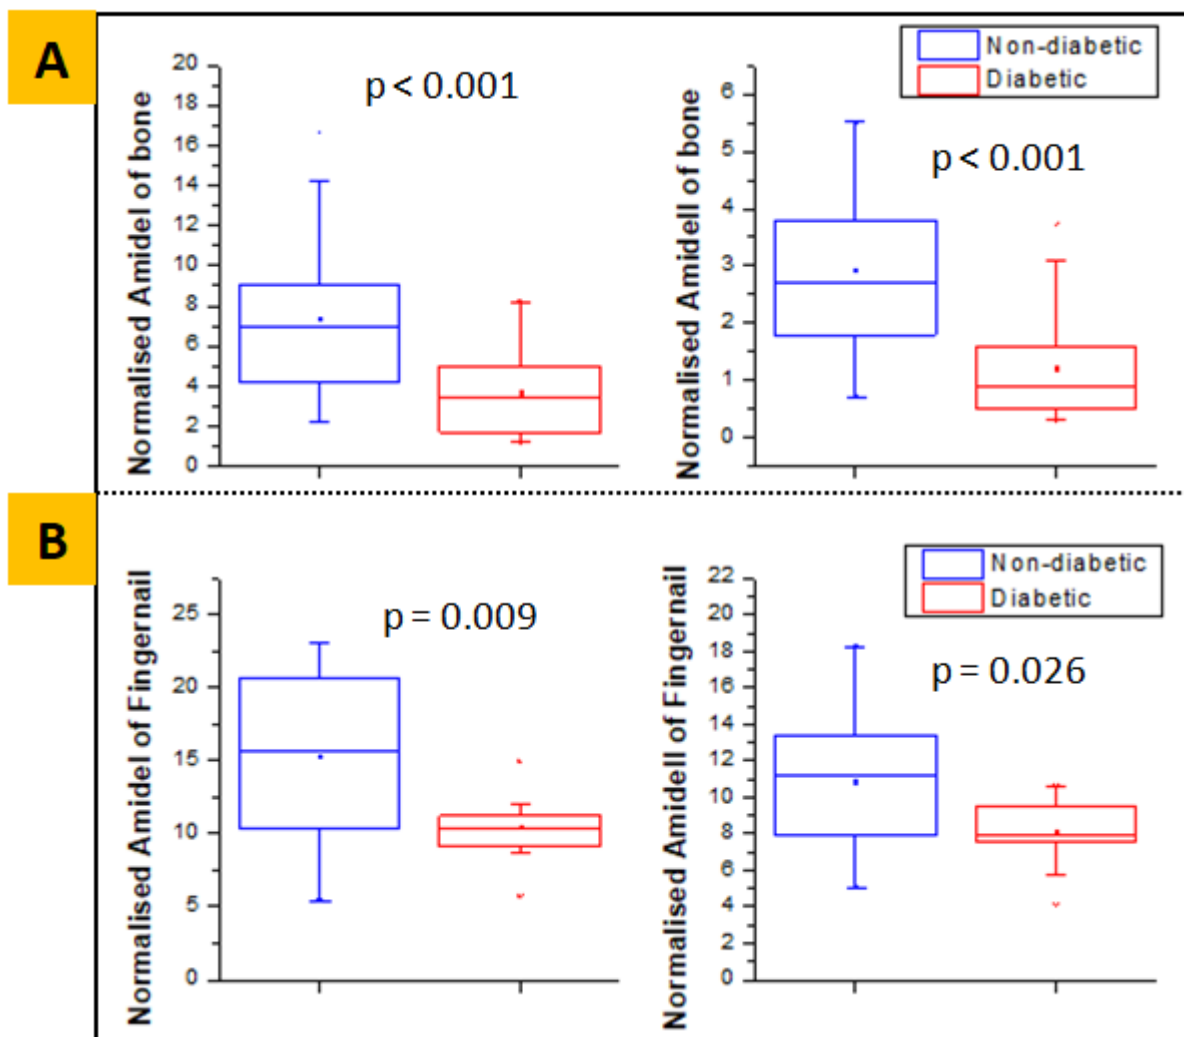 A
Normalised AmideI of bone
20
18
16
14
12
10
8
6
4
2
0
p < 0.001
Normalised AmideII of bone
6
5
4
3
2
1
0
p < 0.001
Non-diabetic
Diabetic
B
Normalised AmideI of Fingernail
25
20
15
10
5
0
p = 0.009
Normalised AmideII of Fingernail
22
20
18
16
14
12
10
8
6
4
2
0
p = 0.026
Non-diabetic
Diabetic